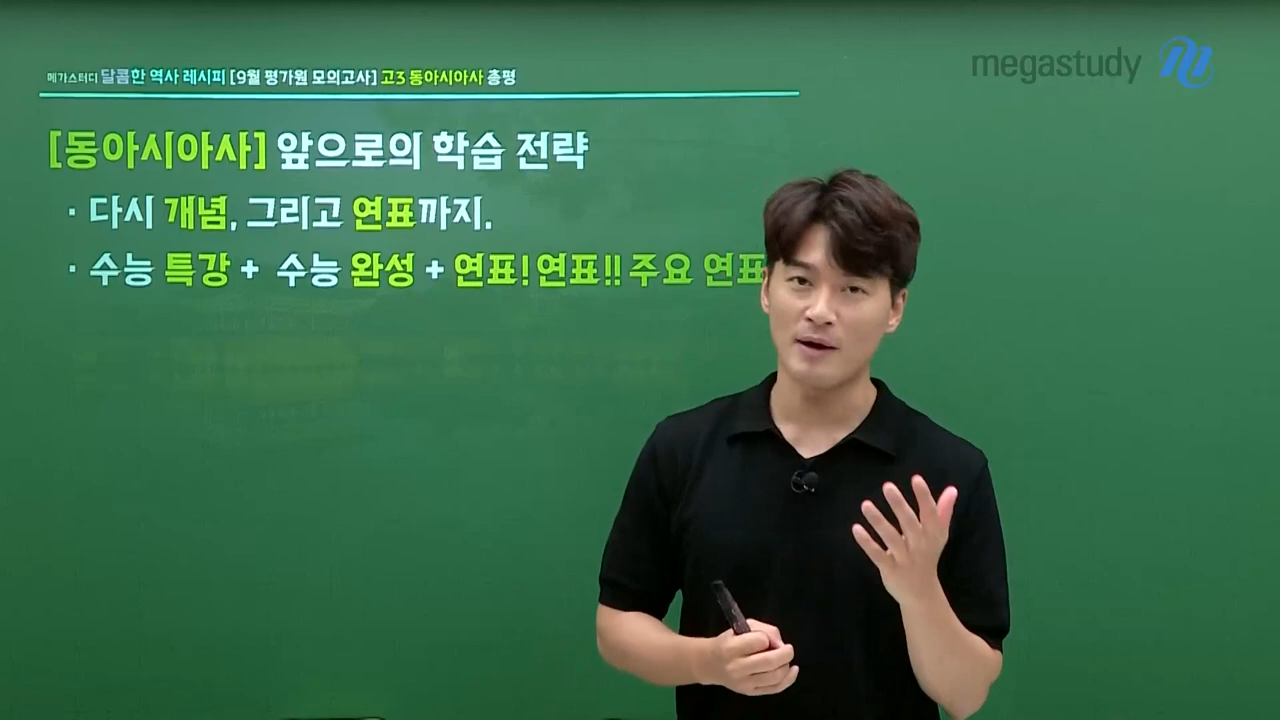 megastudy
메가스터디 달콤한 역사 레시피 [9월 평가원 모의고사] 고3 동아시아사 총평
[동아시아사] 앞으로의 학습 전략
· 다시 개념, 그리고 연표까지.
· 수능 특강 + 수능 완성 + 연표! 연표!! 주요 연표